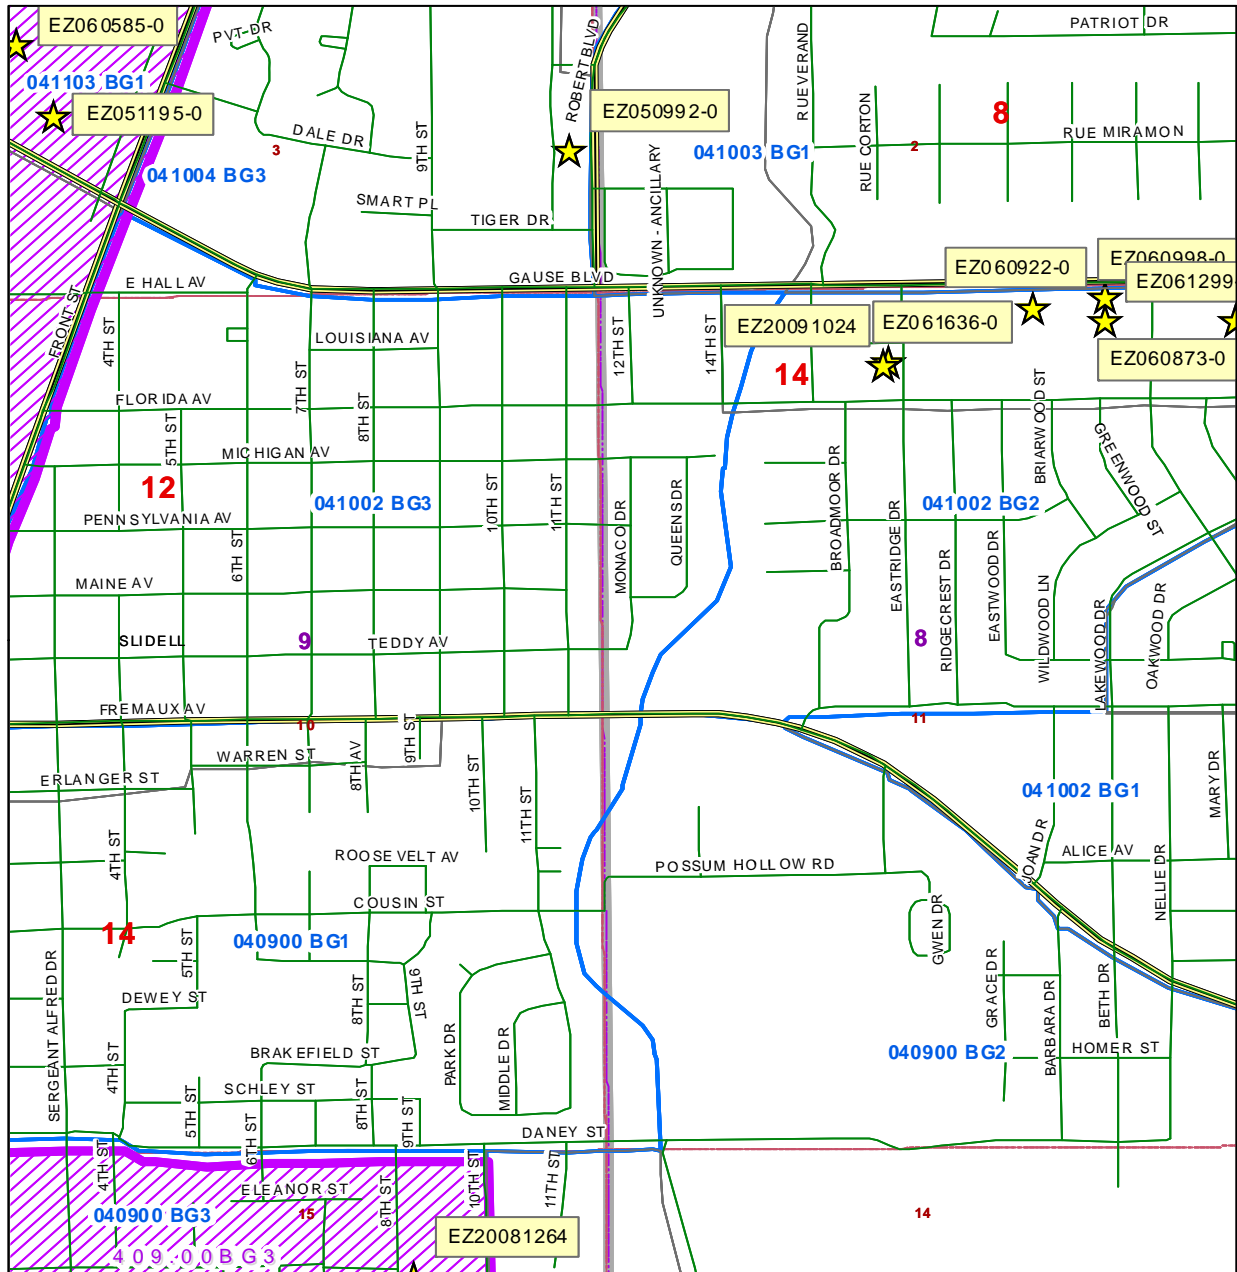 EZ060585-0
PVT DR
ROBERT BLVD
RUE VERAND
PATRIOT DR
041103 BG1
EZ051195-0
EZ050992-0
8
DALE DR
3
9TH ST
041003 BG1
RUE CORTON
2
RUE MIRAMON
041004 BG3
SMART PL
TIGER DR
UNKNOWN - ANCILLARY
EZ060998-0
EZ060922-0
E HALL AV
GAUSE BLVD
EZ061299
FRONT ST
4TH ST
LOUISIANA AV
7TH ST
8TH ST
12TH ST
14TH ST
EZ20091024
EZ061636-0
EZ060873-0
14
FLORIDA AV
5TH ST
MICHIGAN AV
BRIARWOOD ST
GREENWOOD ST
12
041002 BG3
10TH ST
11TH ST
MONACO DR
QUEENS DR
BROADMOOR DR
041002 BG2
PENNSYLVANIA AV
6TH ST
EASTRIDGE DR
RIDGECREST DR
EASTWOOD DR
MAINE AV
WILDWOOD LN
LAKEWOOD DR
OAKWOOD DR
SLIDELL
9
TEDDY AV
8
FREMAUX AV
10
11
WARREN ST
8TH AV
9TH ST
ERLANGER ST
10TH ST
11TH ST
041002 BG1
MARY DR
4TH ST
ROOSEVELT AV
POSSUM HOLLOW RD
JOAN DR
ALICE AV
NELLIE DR
COUSIN ST
14
5TH ST
040900 BG1
GWEN DR
SERGEANT ALFRED DR
DEWEY ST
8TH ST
9TH ST
GRACE DR
BARBARA DR
BETH DR
4TH ST
BRAKEFIELD ST
PARK DR
MIDDLE DR
040900 BG2
HOMER ST
5TH ST
SCHLEY ST
6TH ST
8TH ST
9TH ST
DANEY ST
4TH ST
10TH ST
11TH ST
ELEANOR ST
8TH ST
040900 BG3
15
14
EZ20081264
409.00BG3